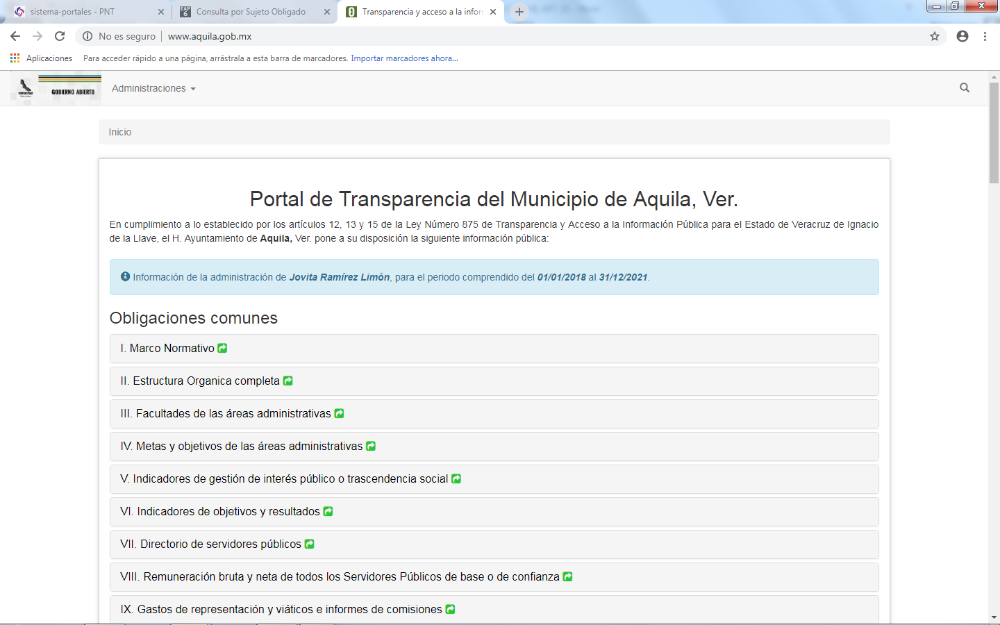 sistema-portales - PNT
Consulta por Sujeto Obligado
Transparencia y acceso a la infor
No es seguro | www.aquila.gob.mx
Aplicaciones Para acceder rápido a una página, arrástrala a esta barra de marcadores. Importar marcadores ahora...
VERACRUZ GOBIERNO ABIERTO Administraciones
Inicio
Portal de Transparencia del Municipio de Aquila, Ver.
En cumplimiento a lo establecido por los artículos 12, 13 y 15 de la Ley Número 875 de Transparencia y Acceso a la Información Pública para el Estado de Veracruz de Ignacio
de la Llave, el H. Ayuntamiento de Aquila, Ver. pone a su disposición la siguiente información pública:
Información de la administración de Jovita Ramírez Limón, para el periodo comprendido del 01/01/2018 al 31/12/2021.
Obligaciones comunes
I. Marco Normativo
II. Estructura Organica completa
III. Facultades de las áreas administrativas
IV. Metas y objetivos de las áreas administrativas
V. Indicadores de gestión de interés público o trascendencia social
VI. Indicadores de objetivos y resultados
VII. Directorio de servidores públicos
VIII. Remuneración bruta y neta de todos los Servidores Públicos de base o de confianza
IX. Gastos de representación y viáticos e informes de comisiones